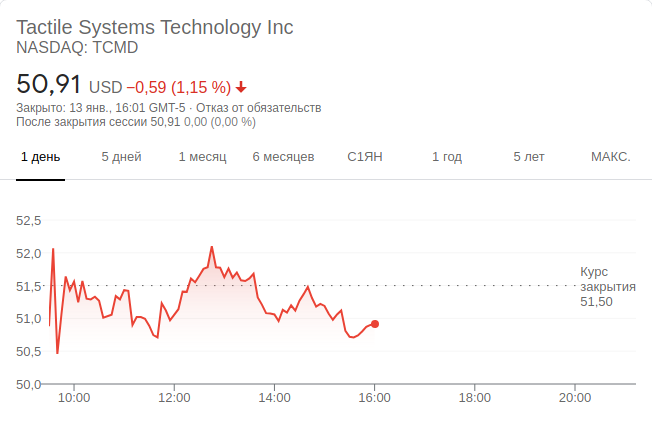 Tactile Systems Technology Inc
NASDAQ: TCMD
50,91 USD −0,59 (1,15 %)
Закрыто: 13 янв., 16:01 GMT-5 · Отказ от обязательств
После закрытия сессии 50,91 0,00 (0,00 %)
1 день 5 дней 1 месяц 6 месяцев С1ЯН 1 год 5 лет МАКС.
52,5
52,0
51,5
51,0
50,5
50,0
Курс
закрытия
51,50
10:00 12:00 14:00 16:00 18:00 20:00